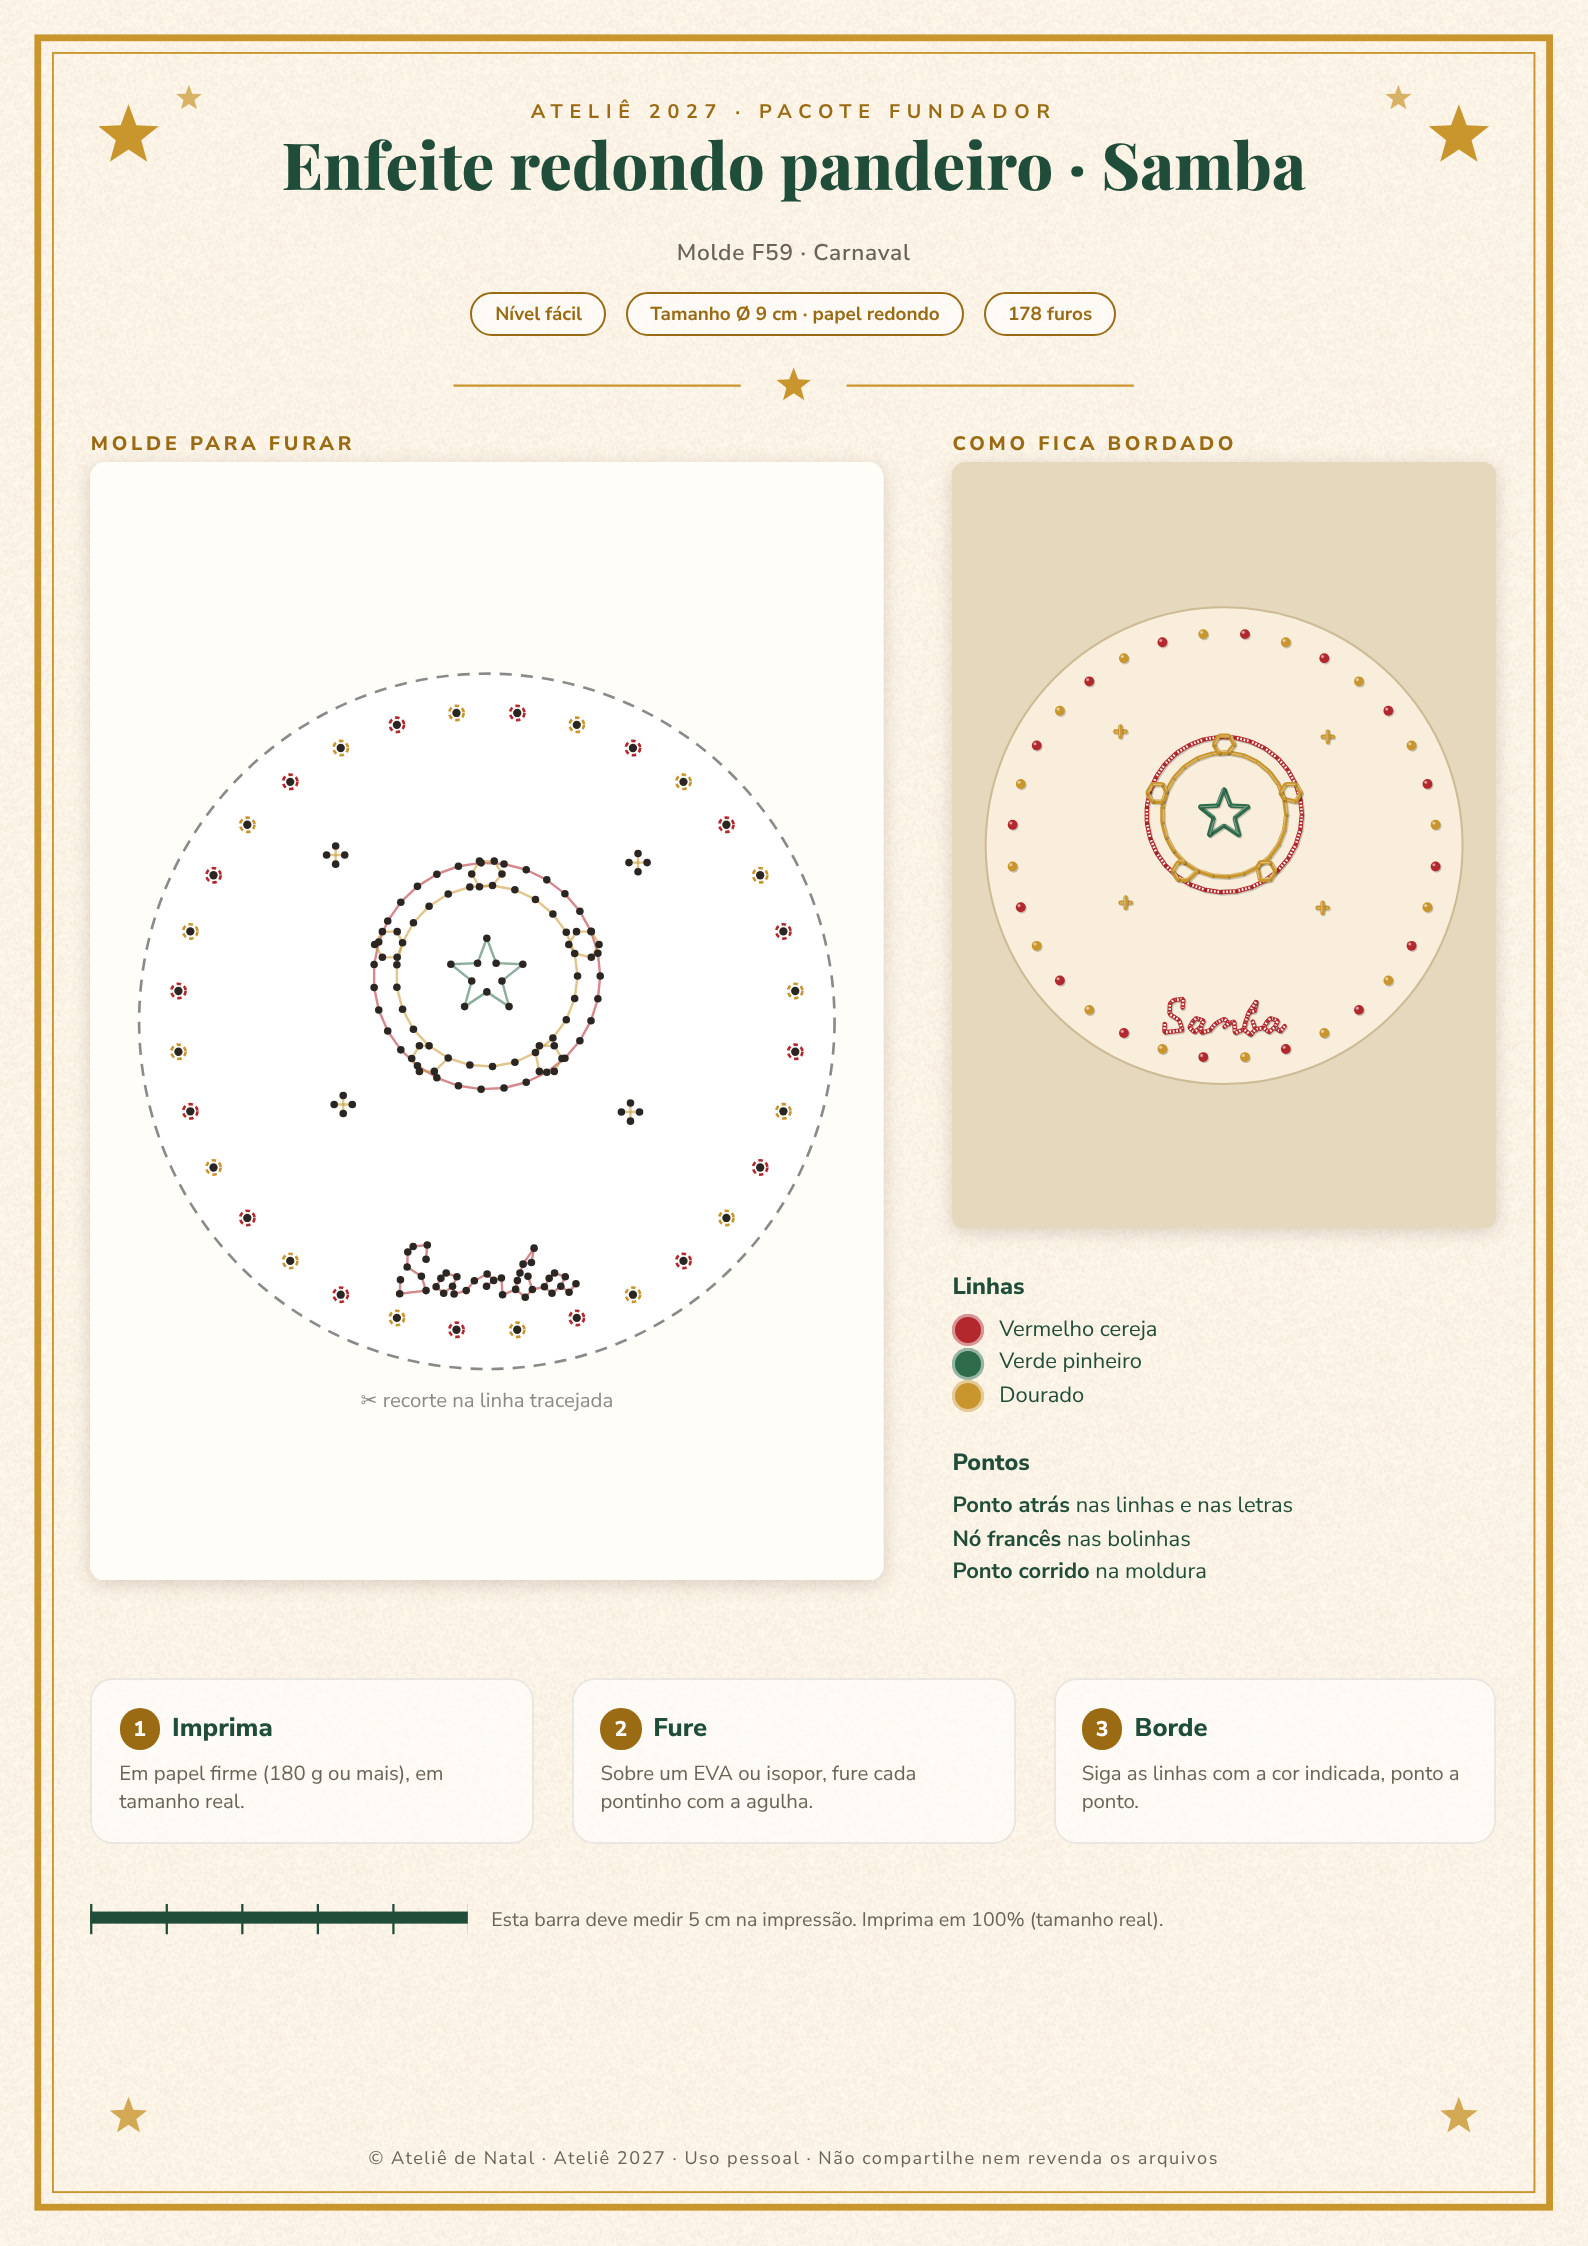 ATELIÊ 2027 · PACOTE FUNDADOR
Enfeite redondo pandeiro · Samba
Molde F59 · Carnaval
Nível fácil
Tamanho Ø 9 cm · papel redondo
178 furos
MOLDE PARA FURAR
Samba
✂ recorte na linha tracejada
COMO FICA BORDADO
Samba
Linhas
Vermelho cereja
Verde pinheiro
Dourado
Pontos
Ponto atrás nas linhas e nas letras
Nó francês nas bolinhas
Ponto corrido na moldura
1 Imprima
Em papel firme (180 g ou mais), em
tamanho real.
2 Fure
Sobre um EVA ou isopor, fure cada
pontinho com a agulha.
3 Borde
Siga as linhas com a cor indicada, ponto a
ponto.
Esta barra deve medir 5 cm na impressão. Imprima em 100% (tamanho real).
© Ateliê de Natal · Ateliê 2027 · Uso pessoal · Não compartilhe nem revenda os arquivos